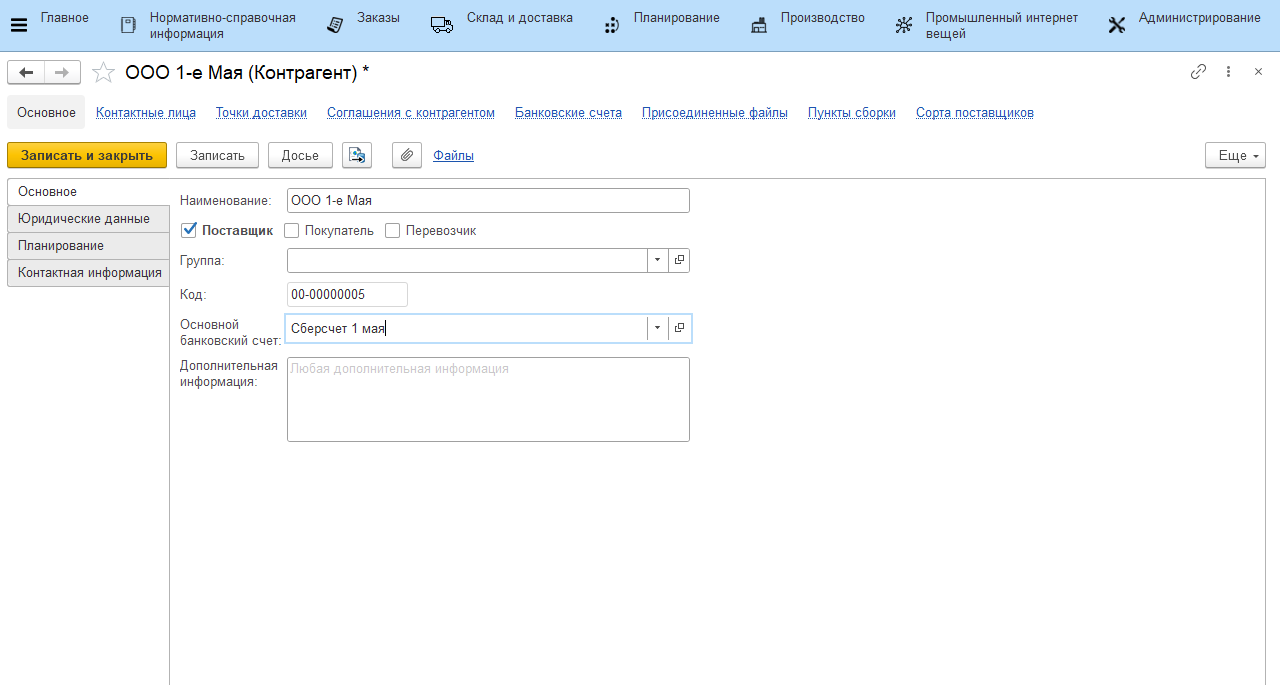 Главное
Нормативно-справочная
информация
Заказы
Склад и доставка
Планирование
Производство
Промышленный интернет
вещей
Администрирование
ООО 1-е Мая (Контрагент) *
Основное
Контактные лица
Точки доставки
Соглашения с контрагентом
Банковские счета
Присоединенные файлы
Пункты сборки
Сорта поставщиков
Записать и закрыть
Записать
Досье
Файлы
Еще
Основное
Юридические данные
Планирование
Контактная информация
Наименование:
ООО 1-е Мая
Поставщик
Покупатель
Перевозчик
Группа:
Код:
00-00000005
Основной
банковский счет:
Сберсчет 1 мая
Дополнительная
информация:
Любая дополнительная информация